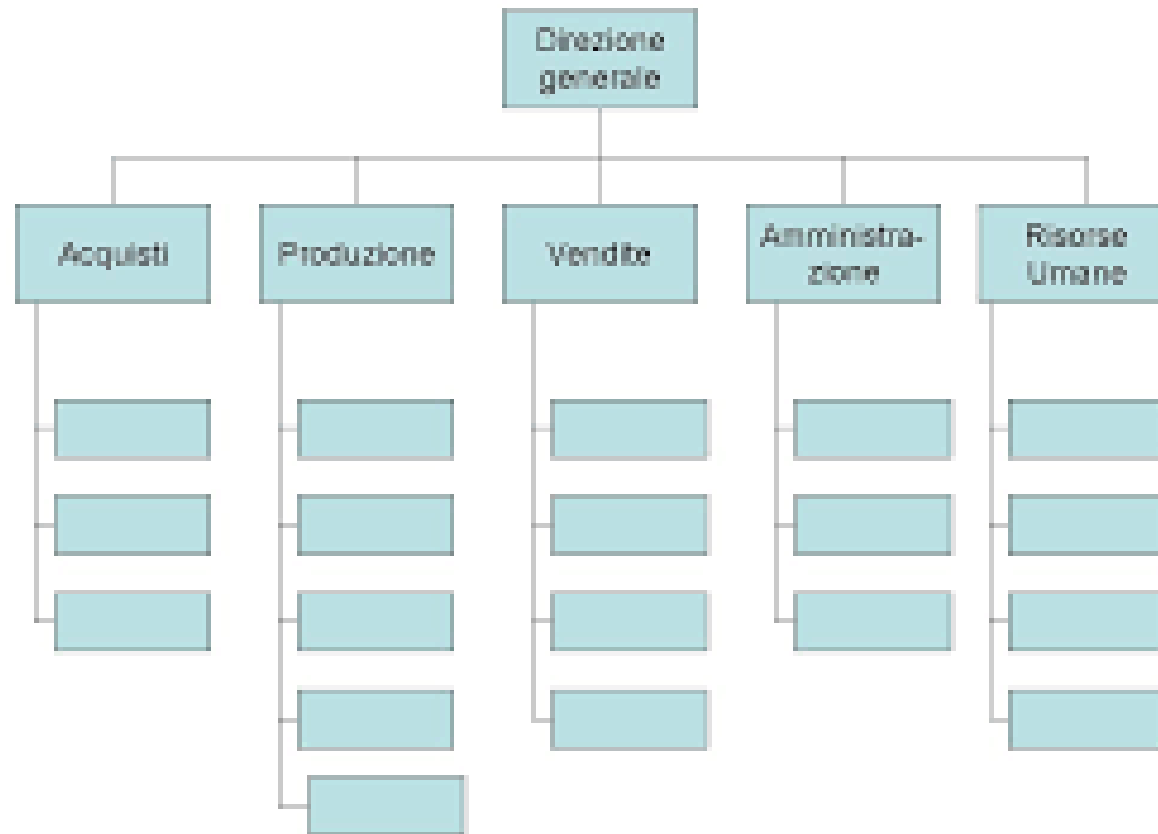 Direzione
generale
Acquisti
Produzione
Vendite
Amministra-
zione
Risorse
Umane